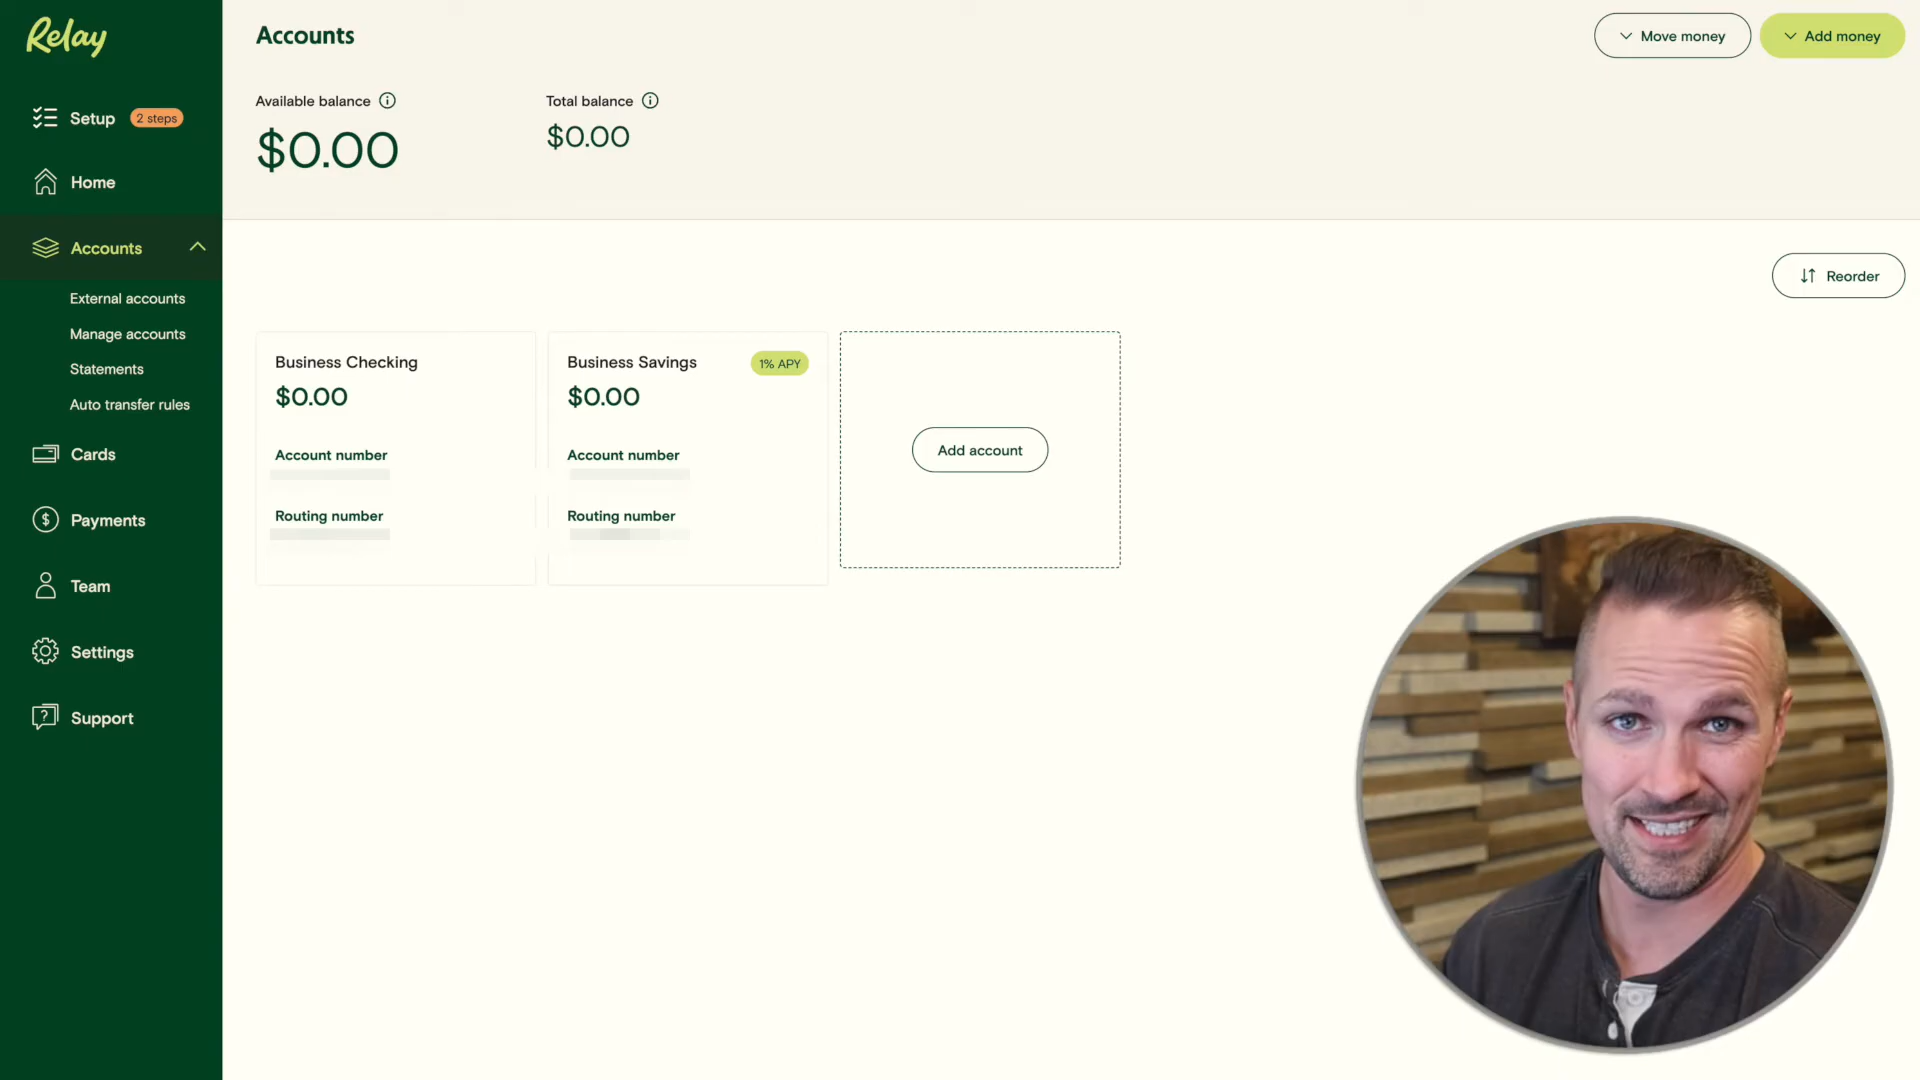 Relay
Setup 2 steps
Home
Accounts
External accounts
Manage accounts
Statements
Auto transfer rules
Cards
Payments
Team
Settings
Support
Accounts
Move money
Add money
Available balance
$0.00
Total balance
$0.00
Reorder
Business Checking
$0.00
Account number
Routing number
Business Savings 1% APY
$0.00
Account number
Routing number
Add account